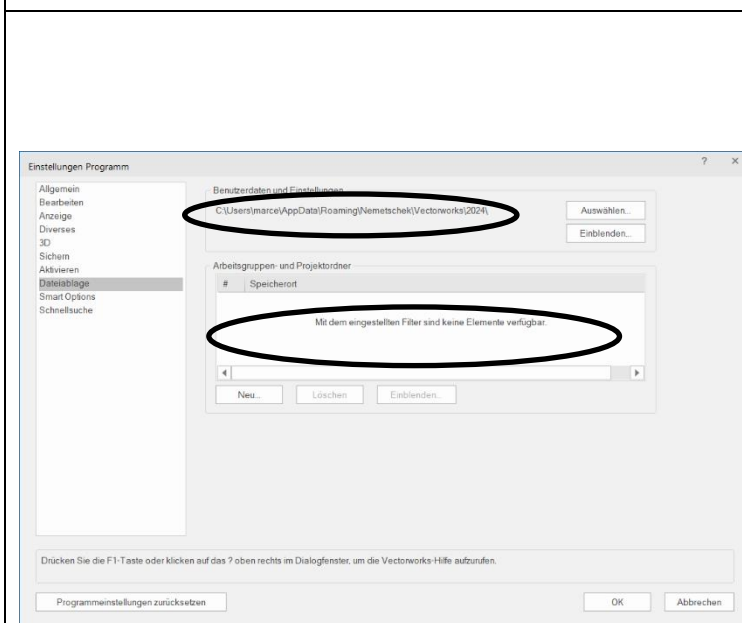 Einstellungen Programm
? ×
Allgemein
Bearbeiten
Anzeige
Diverses
3D
Sichern
Aktivieren
Dateiablage
Smart Options
Schnellsuche
Benutzerdaten und Einstellungen
C:\Users\marce\AppData\Roaming\Nemetschek\Vectorworks\2024\
Auswählen...
Einblenden...
Arbeitsgruppen- und Projektordner
# Speicherort
Mit dem eingestellten Filter sind keine Elemente verfügbar.
Neu... Löschen Einblenden...
Drücken Sie die F1-Taste oder klicken auf das ? oben rechts im Dialogfenster, um die Vectorworks-Hilfe aufzurufen.
Programmeinstellungen zurücksetzen OK Abbrechen